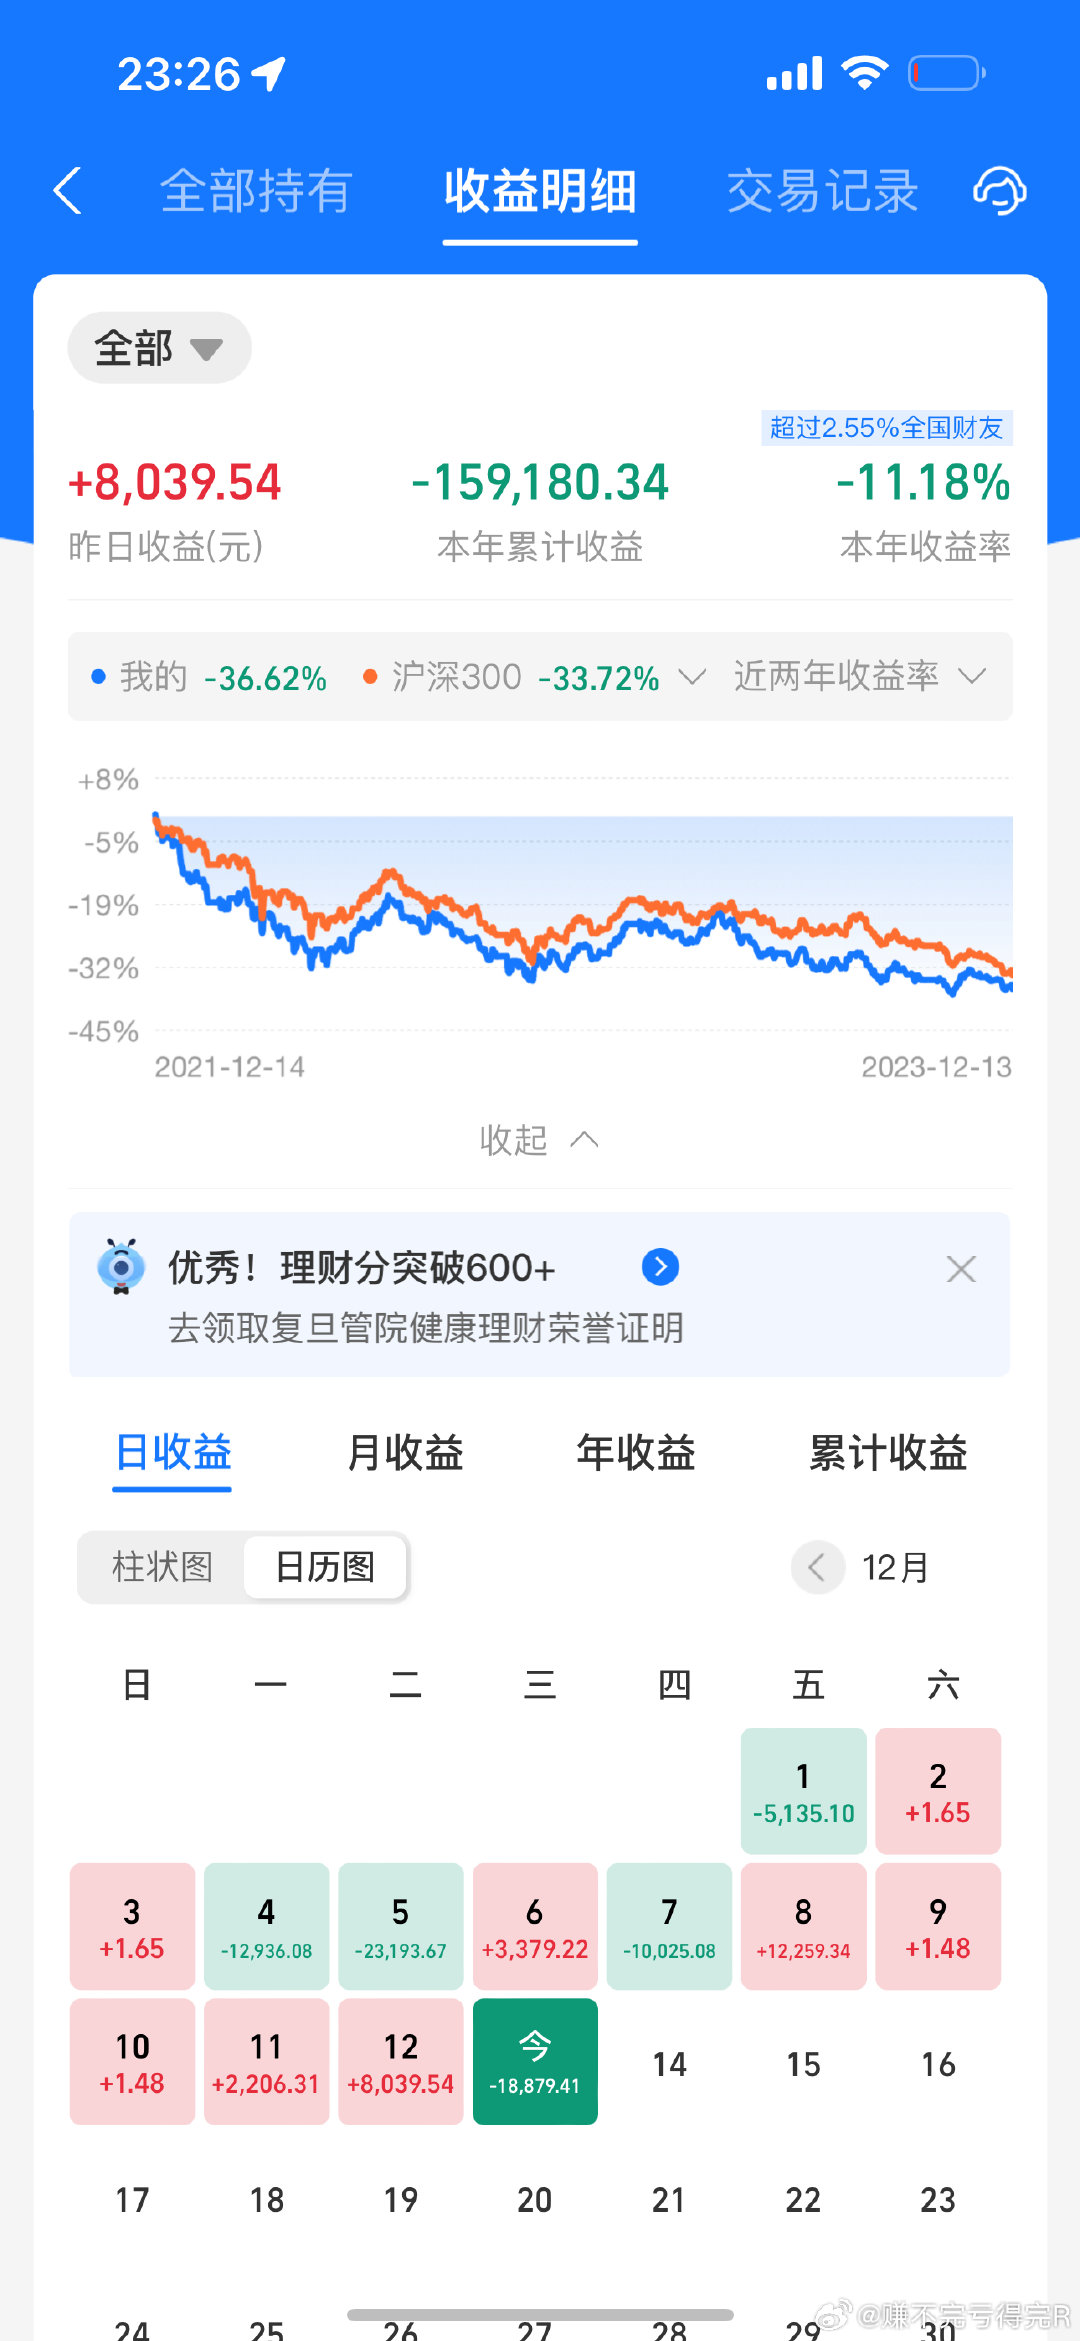 23:26
全部持有 收益明细 交易记录
全部
超过2.55%全国财友
+8,039.54 -159,180.34 -11.18%
昨日收益(元) 本年累计收益 本年收益率
我的 -36.62% 沪深300 -33.72% 近两年收益率
+8%
-5%
-19%
-32%
-45%
2021-12-14 2023-12-13
收起
优秀！理财分突破600+
去领取复旦管院健康理财荣誉证明
日收益 月收益 年收益 累计收益
柱状图 日历图 12月
日 一 二 三 四 五 六
1 2
-5,135.10 +1.65
3 4 5 6 7 8 9
+1.65 -12,936.08 -23,193.67 +3,379.22 -10,025.08 +12,259.34 +1.48
10 11 12 今 14 15 16
+1.48 +2,206.31 +8,039.54 -18,879.41
17 18 19 20 21 22 23
24 25 26 27 28 29 30
@赚不完亏得完R